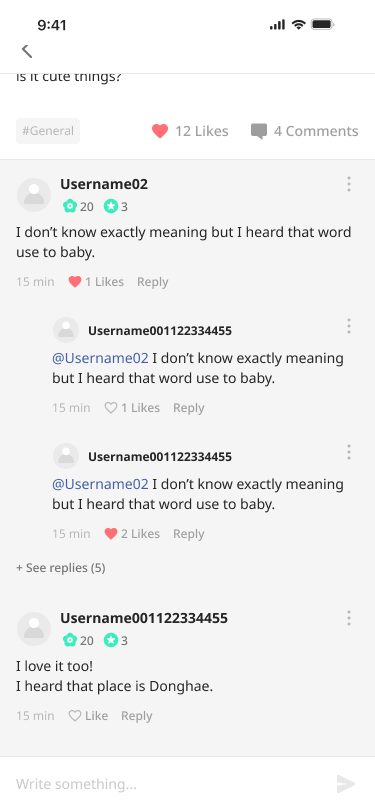 9:41
is it cute things?
#General
12 Likes
4 Comments
Username02
20 3
I don't know exactly meaning but I heard that word
use to baby.
15 min 1 Likes Reply
Username001122334455
@Username02 I don't know exactly meaning
but I heard that word use to baby.
15 min 1 Likes Reply
Username001122334455
@Username02 I don't know exactly meaning
but I heard that word use to baby.
15 min 2 Likes Reply
+ See replies (5)
Username001122334455
20 3
I love it too!
I heard that place is Donghae.
15 min Like Reply
Write something...